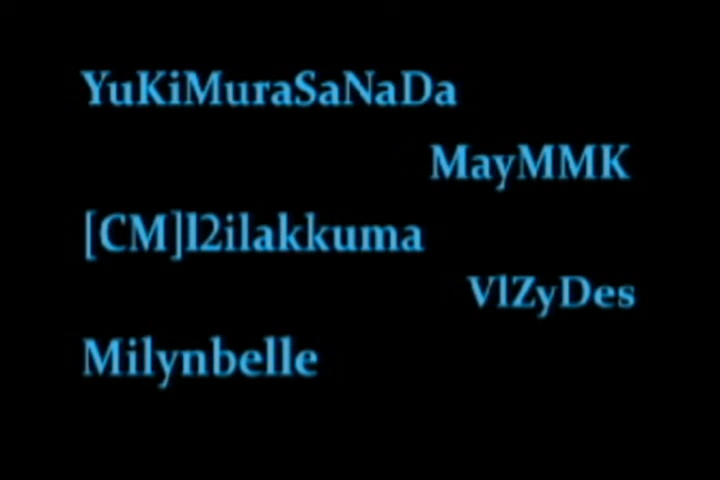 YuKiMuraSaNaDa
MayMMK
[CM]l2ilakkuma
VlZyDes
Milynbelle